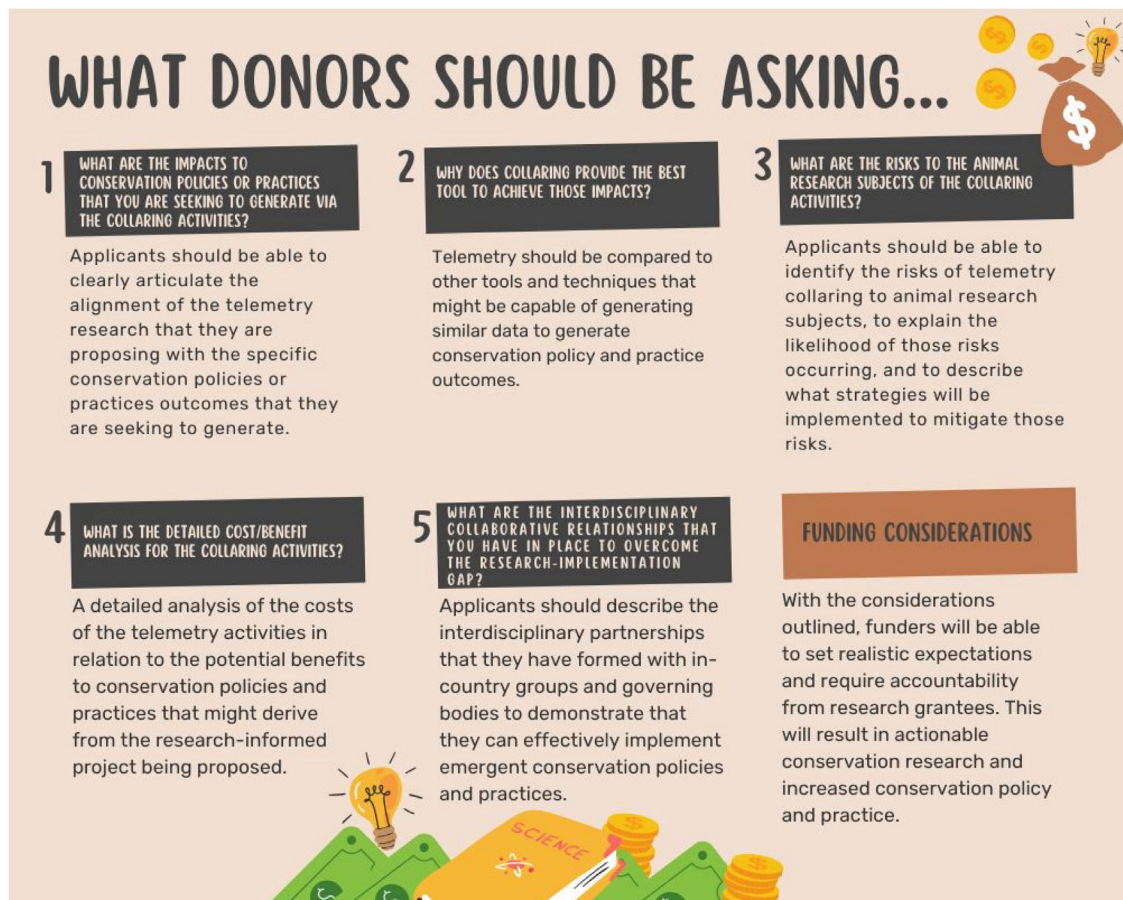 WHAT DONORS SHOULD BE ASKING...
1
WHAT ARE THE IMPACTS TO
CONSERVATION POLICIES OR PRACTICES
THAT YOU ARE SEEKING TO GENERATE VIA
THE COLLARING ACTIVITIES?
Applicants should be able to
clearly articulate the
alignment of the telemetry
research that they are
proposing with the specific
conservation policies or
practices outcomes that they
are seeking to generate.
2
WHY DOES COLLARING PROVIDE THE BEST
TOOL TO ACHIEVE THOSE IMPACTS?
Telemetry should be compared to
other tools and techniques that
might be capable of generating
similar data to generate
conservation policy and practice
outcomes.
3
WHAT ARE THE RISKS TO THE ANIMAL
RESEARCH SUBJECTS OF THE COLLARING
ACTIVITIES?
Applicants should be able to
identify the risks of telemetry
collaring to animal research
subjects, to explain the
likelihood of those risks
occurring, and to describe
what strategies will be
implemented to mitigate those
risks.
$
$
$
$
4
WHAT IS THE DETAILED COST/BENEFIT
ANALYSIS FOR THE COLLARING ACTIVITIES?
A detailed analysis of the costs
of the telemetry activities in
relation to the potential benefits
to conservation policies and
practices that might derive
from the research-informed
project being proposed.
5
WHAT ARE THE INTERDISCIPLINARY
COLLABORATIVE RELATIONSHIPS THAT
YOU HAVE IN PLACE TO OVERCOME
THE RESEARCH-IMPLEMENTATION
GAP?
Applicants should describe the
interdisciplinary partnerships
that they have formed with in-
country groups and governing
bodies to demonstrate that
they can effectively implement
emergent conservation policies
and practices.
FUNDING CONSIDERATIONS
With the considerations
outlined, funders will be able
to set realistic expectations
and require accountability
from research grantees. This
will result in actionable
conservation research and
increased conservation policy
and practice.
SCIENCE